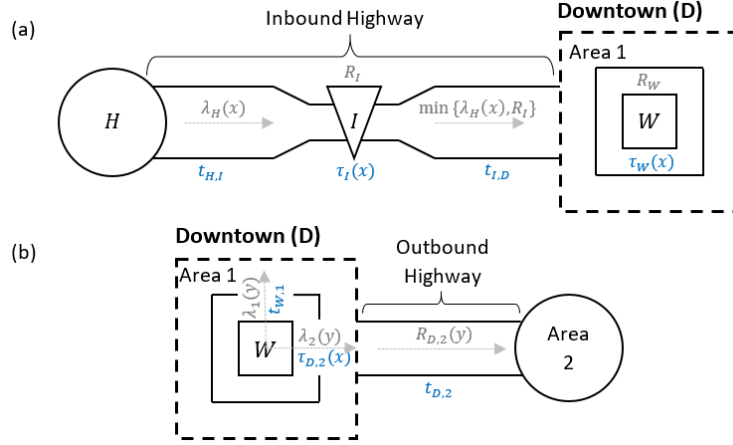 (a)
Inbound Highway
Downtown (D)
Area 1
H
λ_H(x)
R_I
I
min {λ_H(x), R_I}
R_W
W
t_{H,I}
τ_I(x)
t_{I,D}
τ_W(x)
(b)
Downtown (D)
Outbound
Highway
Area 1
λ_1(y)
t_{W,1}
W
λ_2(y)
τ_{D,2}(x)
R_{D,2}(y)
t_{D,2}
Area
2